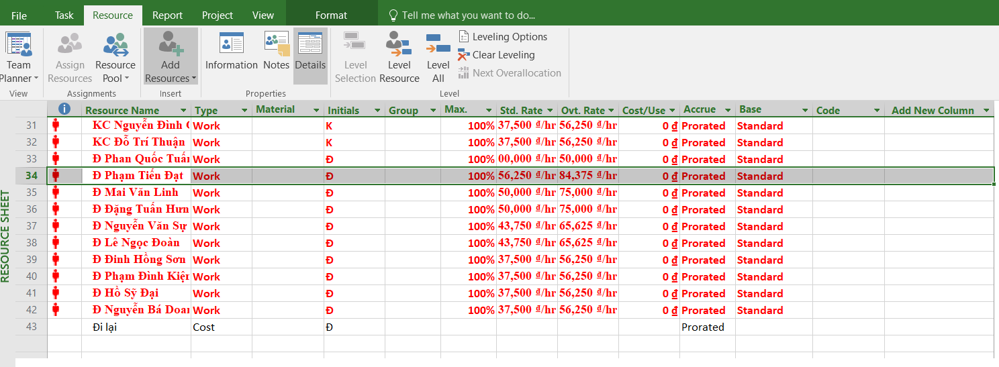 File Task Resource Report Project View Format Tell me what you want to do...
Team Planner
Assign Resources
Resource Pool
Add Resources
Information
Notes
Details
Level Selection
Level Resource
Level All
Leveling Options
Clear Leveling
Next Overallocation
View Assignments Insert Properties Level
Resource Name Type Material Initials Group Max. Std. Rate Ovt. Rate Cost/Use Accrue Base Code Add New Column
31 KC Nguyễn Đình Work K 100% 37,500 ₫/hr 56,250 ₫/hr 0 ₫ Prorated Standard
32 KC Đỗ Trí Thuận Work K 100% 37,500 ₫/hr 56,250 ₫/hr 0 ₫ Prorated Standard
33 Đ Phan Quốc Tuấn Work Đ 100% 00,000 ₫/hr 50,000 ₫/hr 0 ₫ Prorated Standard
34 Đ Phạm Tiến Đạt Work Đ 100% 56,250 ₫/hr 84,375 ₫/hr 0 ₫ Prorated Standard
35 Đ Mai Văn Linh Work Đ 100% 50,000 ₫/hr 75,000 ₫/hr 0 ₫ Prorated Standard
36 Đ Đặng Tuấn Hưn Work Đ 100% 50,000 ₫/hr 75,000 ₫/hr 0 ₫ Prorated Standard
37 Đ Nguyễn Văn Sự Work Đ 100% 43,750 ₫/hr 65,625 ₫/hr 0 ₫ Prorated Standard
38 Đ Lê Ngọc Đoàn Work Đ 100% 43,750 ₫/hr 65,625 ₫/hr 0 ₫ Prorated Standard
39 Đ Đinh Hồng Sơn Work Đ 100% 37,500 ₫/hr 56,250 ₫/hr 0 ₫ Prorated Standard
40 Đ Phạm Đình Kiện Work Đ 100% 37,500 ₫/hr 56,250 ₫/hr 0 ₫ Prorated Standard
41 Đ Hồ Sỹ Đại Work Đ 100% 37,500 ₫/hr 56,250 ₫/hr 0 ₫ Prorated Standard
42 Đ Nguyễn Bá Doan Work Đ 100% 37,500 ₫/hr 56,250 ₫/hr 0 ₫ Prorated Standard
43 Đi lại Cost Đ Prorated
RESOURCE SHEET